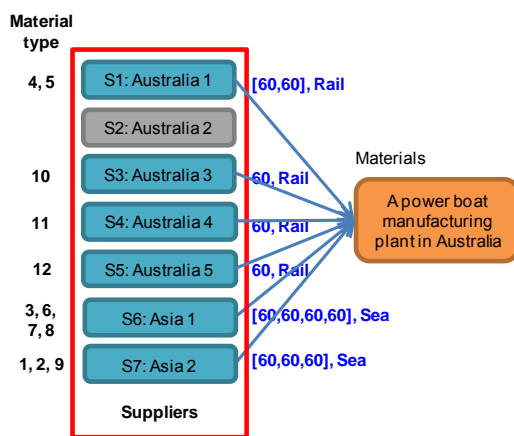 Material
type
4, 5
S1: Australia 1
[60,60], Rail
S2: Australia 2
Materials
10
S3: Australia 3
60, Rail
A power boat
manufacturing
plant in Australia
11
S4: Australia 4
60, Rail
12
S5: Australia 5
60, Rail
3, 6,
7, 8
S6: Asia 1
[60,60,60,60], Sea
1, 2, 9
S7: Asia 2
[60,60,60], Sea
Suppliers